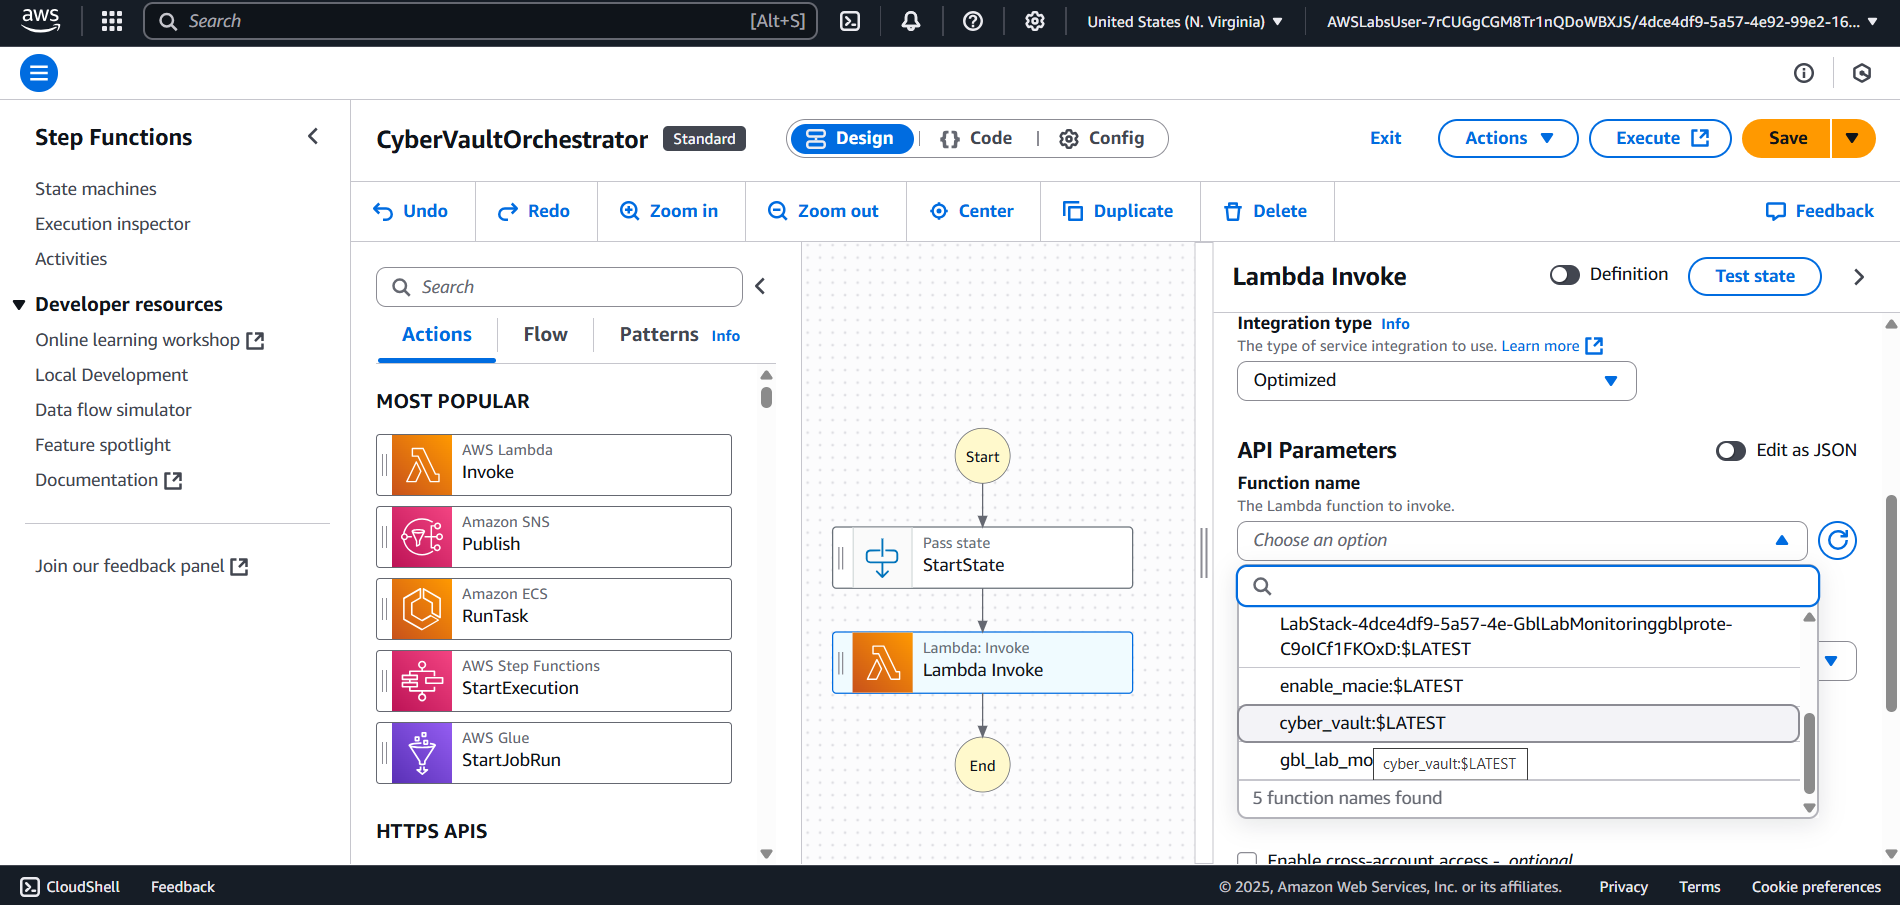 aws
Search
[Alt+S]
United States (N. Virginia)
AWSLabsUser-7rCUGgCGM8Tr1nQDoWBXJS/4dce4df9-5a57-4e92-99e2-16...
Step Functions
State machines
Execution inspector
Activities
Developer resources
Online learning workshop
Local Development
Data flow simulator
Feature spotlight
Documentation
Join our feedback panel
CyberVaultOrchestrator
Standard
Design
{} Code
Config
Exit
Actions
Execute
Save
Undo
Redo
Zoom in
Zoom out
Center
Duplicate
Delete
Feedback
Search
Actions
Flow
Patterns
Info
MOST POPULAR
AWS Lambda
Invoke
Amazon SNS
Publish
Amazon ECS
RunTask
AWS Step Functions
StartExecution
AWS Glue
StartJobRun
HTTPS APIS
Start
Pass state
StartState
Lambda: Invoke
Lambda Invoke
End
Lambda Invoke
Definition
Test state
Integration type Info
The type of service integration to use. Learn more
Optimized
API Parameters
Edit as JSON
Function name
The Lambda function to invoke.
Choose an option
LabStack-4dce4df9-5a57-4e-GblLabMonitoringgblprote-
C9oICf1FKOxD:$LATEST
enable_macie:$LATEST
cyber_vault:$LATEST
gbl_lab_mo
cyber_vault:$LATEST
5 function names found
Enable cross-account access - optional
CloudShell
Feedback
© 2025, Amazon Web Services, Inc. or its affiliates.
Privacy
Terms
Cookie preferences